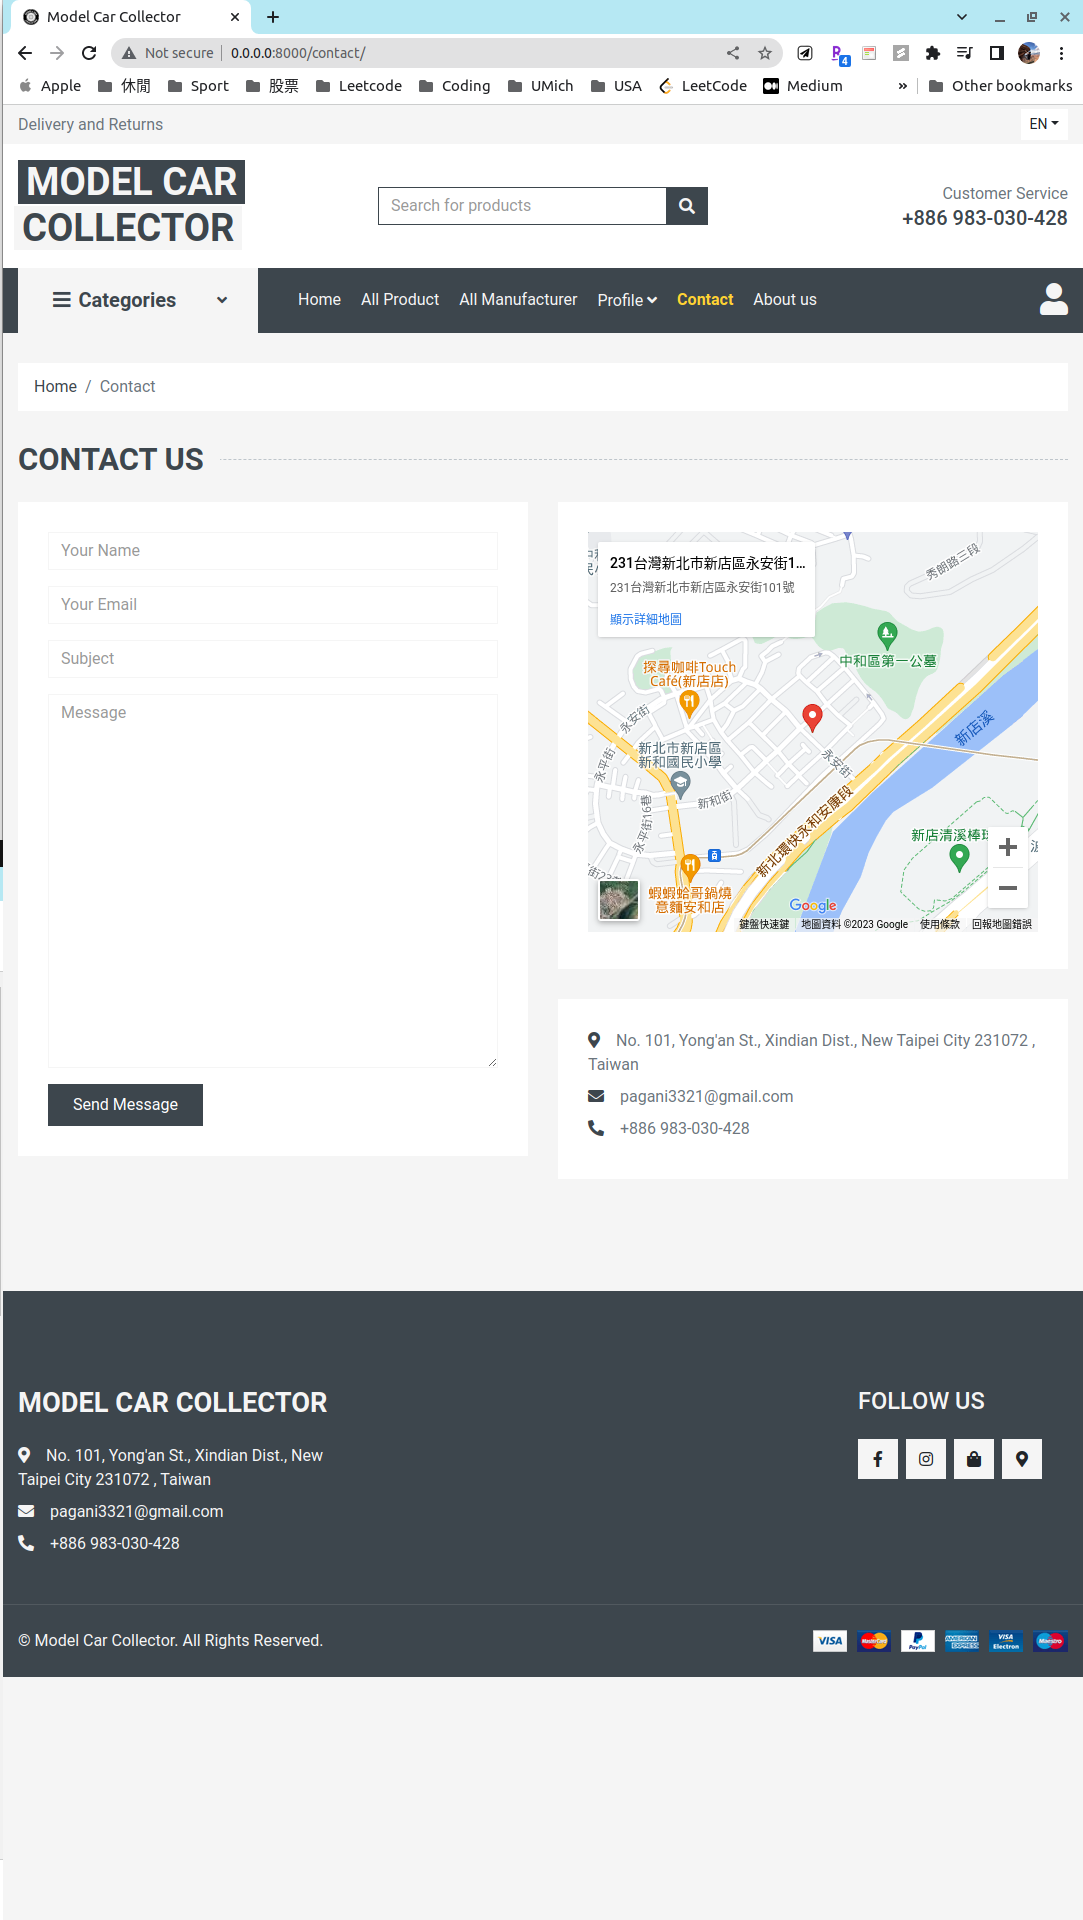 Model Car Collector
Not secure 0.0.0.0:8000/contact/
4
Apple 休閒 Sport 股票 Leetcode Coding UMich USA LeetCode Medium » Other bookmarks
Delivery and Returns
EN
MODEL CAR
COLLECTOR
Search for products
Customer Service
+886 983-030-428
Categories
Home All Product All Manufacturer Profile Contact About us
Home / Contact
CONTACT US
Your Name
Your Email
Subject
Message
Send Message
231台灣新北市新店區永安街1...
231台灣新北市新店區永安街101號
顯示詳細地圖
秀朗路三段
中和區第一公墓
探尋咖啡Touch
Café(新店店)
永安街
新店溪
新北市新店區
新和國民小學
永平街
永安街
新和街
永平街16巷
新北環快永和安康段
新店清溪棒球
蝦蝦蛤哥鍋燒
意麵安和店
Google
鍵盤快速鍵 地圖資料 ©2023 Google 使用條款 回報地圖錯誤
No. 101, Yong'an St., Xindian Dist., New Taipei City 231072 ,
Taiwan
pagani3321@gmail.com
+886 983-030-428
MODEL CAR COLLECTOR
No. 101, Yong'an St., Xindian Dist., New
Taipei City 231072 , Taiwan
pagani3321@gmail.com
+886 983-030-428
FOLLOW US
© Model Car Collector. All Rights Reserved.
VISA MasterCard PayPal AMERICAN EXPRESS VISA Electron Maestro